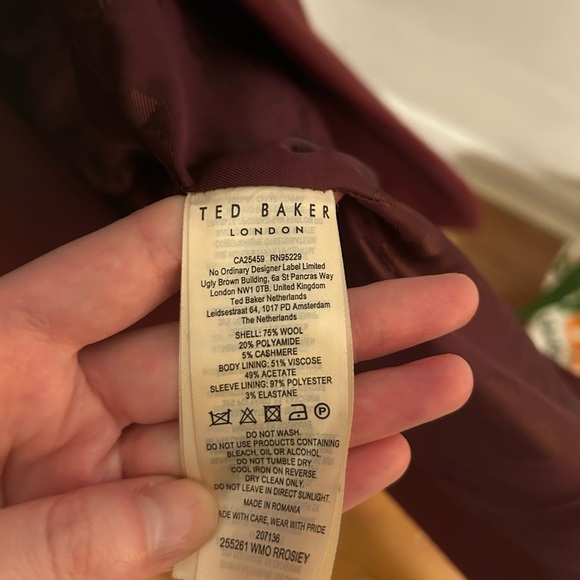 TED BAKER
LONDON
CA25459 RN95229
No Ordinary Designer Label Limited
Ugly Brown Building, 6a St Pancras Way
London NW1 0TB. United Kingdom
Ted Baker Netherlands
Leidsestraat 64, 1017 PD Amsterdam
The Netherlands
SHELL: 75% WOOL
20% POLYAMIDE
5% CASHMERE
BODY LINING: 51% VISCOSE
49% ACETATE
SLEEVE LINING: 97% POLYESTER
3% ELASTANE
P
DO NOT WASH.
DO NOT USE PRODUCTS CONTAINING
BLEACH, OIL OR ALCOHOL.
DO NOT TUMBLE DRY.
COOL IRON ON REVERSE.
DRY CLEAN ONLY.
DO NOT LEAVE IN DIRECT SUNLIGHT.
MADE IN ROMANIA
ADE WITH CARE, WEAR WITH PRIDE
207136
255261 WMO RROSIEY